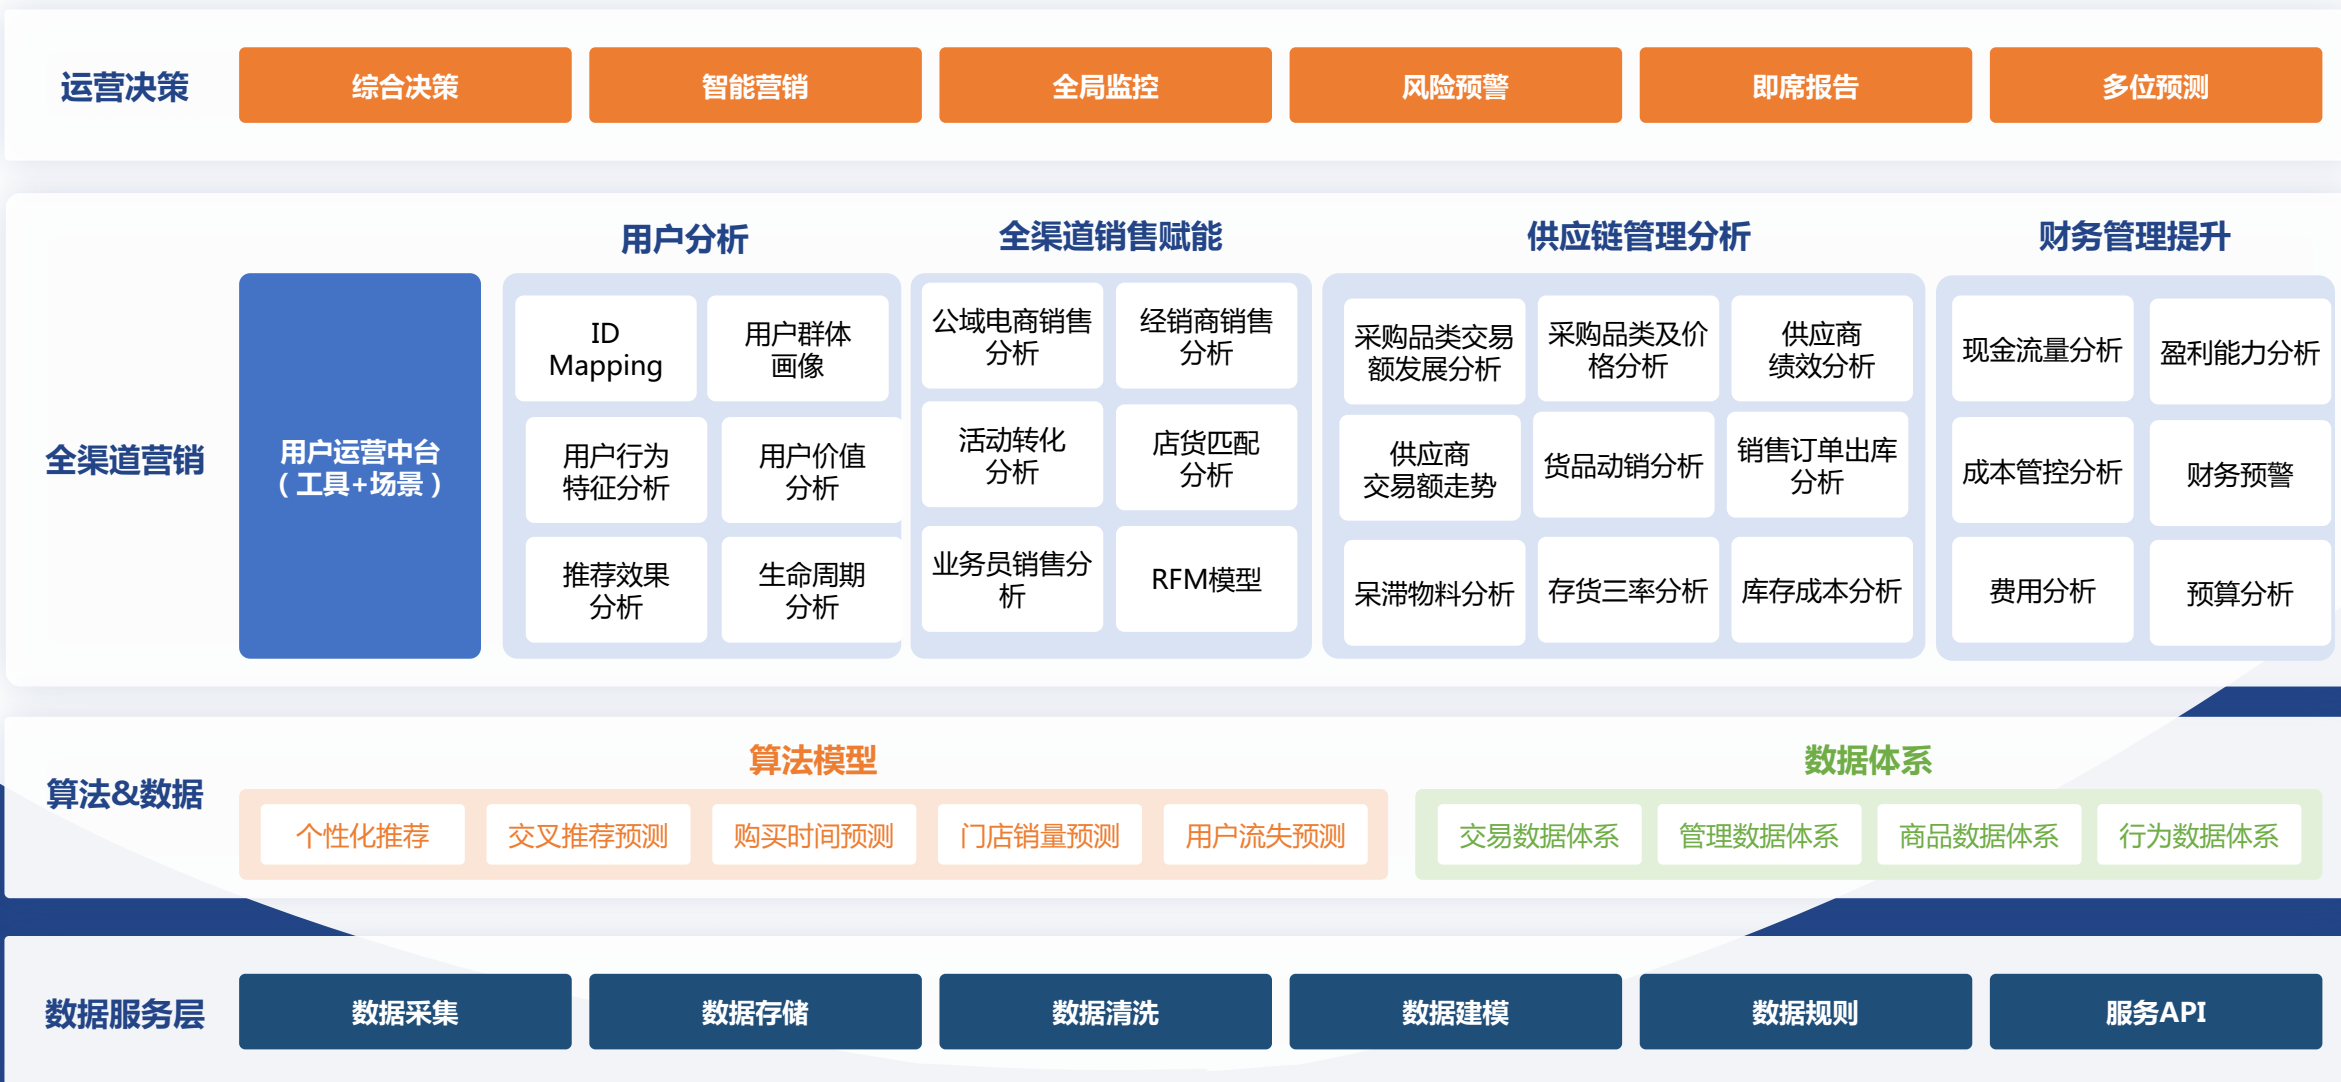 运营决策
综合决策
智能营销
全局监控
风险预警
即席报告
多位预测
全渠道营销
用户运营中台
（工具+场景）
用户分析
ID
Mapping
用户群体
画像
用户行为
特征分析
用户价值
分析
推荐效果
分析
生命周期
分析
全渠道销售赋能
公域电商销售
分析
经销商销售
分析
活动转化
分析
店货匹配
分析
业务员销售分
析
RFM模型
供应链管理分析
采购品类交易
额发展分析
采购品类及价
格分析
供应商
绩效分析
供应商
交易额走势
货品动销分析
销售订单出库
分析
呆滞物料分析
存货三率分析
库存成本分析
财务管理提升
现金流量分析
盈利能力分析
成本管控分析
财务预警
费用分析
预算分析
算法&数据
算法模型
个性化推荐
交叉推荐预测
购买时间预测
门店销量预测
用户流失预测
数据体系
交易数据体系
管理数据体系
商品数据体系
行为数据体系
数据服务层
数据采集
数据存储
数据清洗
数据建模
数据规则
服务API